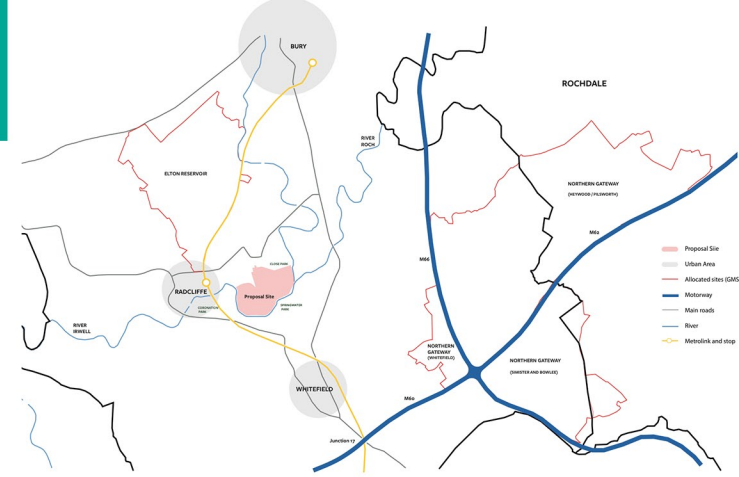 BURY
ROCHDALE
RIVER
ROCH
ELTON RESERVOIR
NORTHERN GATEWAY
(HEYWOOD / PILSWORTH)
M62
M66
CLOSE PARK
RADCLIFFE
Proposal Site
CORONATION
PARK
SPRINGWATER
PARK
RIVER
IRWELL
NORTHERN
GATEWAY
(WHITEFIELD)
NORTHERN GATEWAY
(SIMISTER AND BOWLEE)
WHITEFIELD
M60
Junction 17
Proposal Site
Urban Area
Allocated sites (GMS
Motorway
Main roads
River
Metrolink and stop